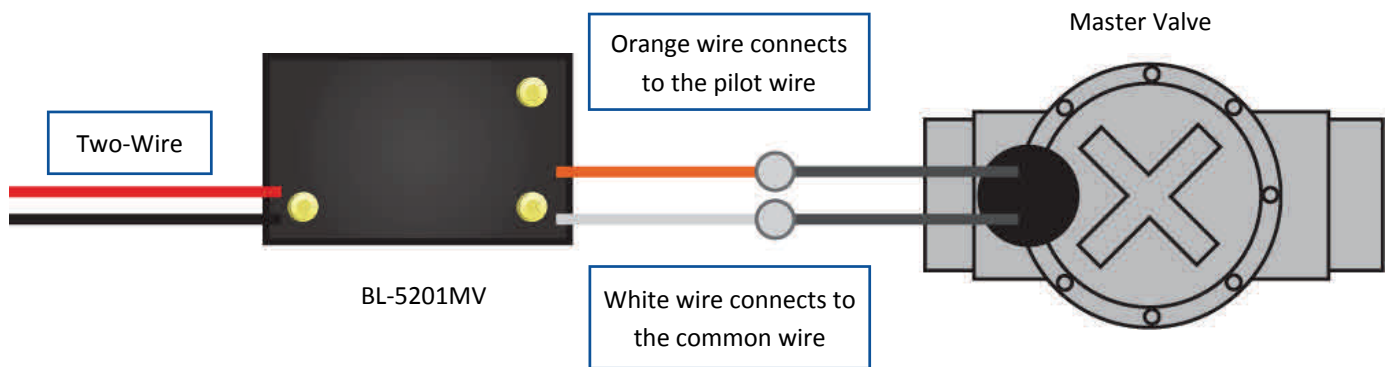 Master Valve
Orange wire connects
to the pilot wire
Two-Wire
BL-5201MV
White wire connects to
the common wire